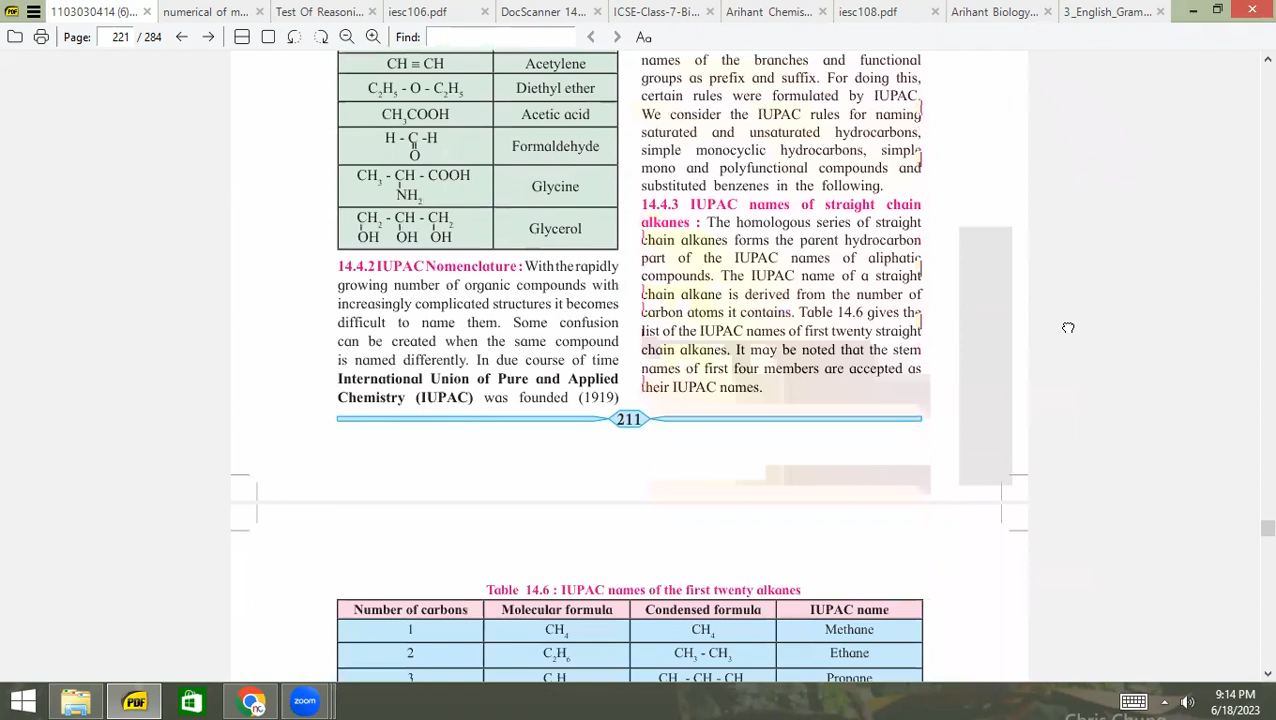 1103030414 (6)...
numerical of m...
Test Of Reasoni...
iesc106.pdf
DocScanner 14...
ICSE-Class-7-Bi...
Arihant Chemis...
iesc108.pdf
Arihant Biology...
3_English_Gram...
Page: 221 / 284
Find:
Aa
CH ≡ CH Acetylene
C₂H₅ - O - C₂H₅ Diethyl ether
CH₃COOH Acetic acid
H - C -H
O
Formaldehyde
CH₃ - CH - COOH
NH₂
Glycine
CH₂ - CH - CH₂
OH OH OH
Glycerol
14.4.2 IUPAC Nomenclature : With the rapidly
growing number of organic compounds with
increasingly complicated structures it becomes
difficult to name them. Some confusion
can be created when the same compound
is named differently. In due course of time
International Union of Pure and Applied
Chemistry (IUPAC) was founded (1919)
names of the branches and functional
groups as prefix and suffix. For doing this,
certain rules were formulated by IUPAC.
We consider the IUPAC rules for naming
saturated and unsaturated hydrocarbons,
simple monocyclic hydrocarbons, simple
mono and polyfunctional compounds and
substituted benzenes in the following.
14.4.3 IUPAC names of straight chain
alkanes : The homologous series of straight
chain alkanes forms the parent hydrocarbon
part of the IUPAC names of aliphatic
compounds. The IUPAC name of a straight
chain alkane is derived from the number of
carbon atoms it contains. Table 14.6 gives the
list of the IUPAC names of first twenty straight
chain alkanes. It may be noted that the stem
names of first four members are accepted as
their IUPAC names.
211
Table 14.6 : IUPAC names of the first twenty alkanes
Number of carbons Molecular formula Condensed formula IUPAC name
1 CH₄ CH₄ Methane
2 C₂H₆ CH₃ - CH₃ Ethane
3 Propane
PDF
zoom
9:14 PM
6/18/2023
Chris Chung